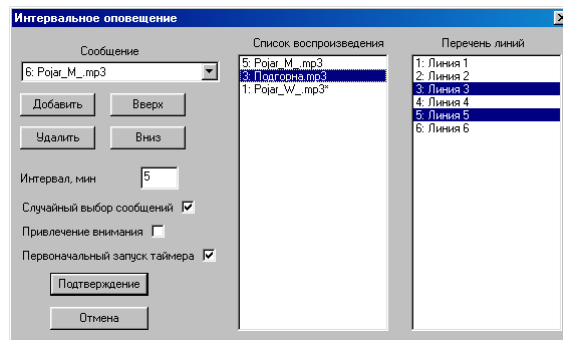 Интервальное оповещение
Сообщение
6: Pojar_M_.mp3
Добавить
Вверх
Удалить
Вниз
Интервал, мин
5
Случайный выбор сообщений
Привлечение внимания
Первоначальный запуск таймера
Подтверждение
Отмена
Список воспроизведения
5: Pojar_M_.mp3
3: Подгорна.mp3
1: Pojar_W_.mp3*
Перечень линий
1: Линия 1
2: Линия 2
3: Линия 3
4: Линия 4
5: Линия 5
6: Линия 6